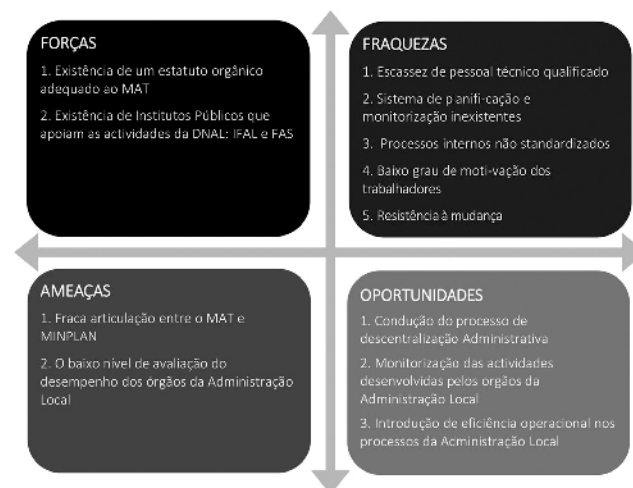 FORÇAS
1. Existência de um estatuto orgânico
adequado ao MAT
2. Existência de Institutos Públicos que
apoiam as actividades da DNAL: IFAL e FAS
FRAQUEZAS
1. Escassez de pessoal técnico qualificado
2. Sistema de planifi-cação e
monitorização inexistentes
3. Processos internos não standardizados
4. Baixo grau de moti-vação dos
trabalhadores
5. Resistência à mudança
AMEAÇAS
1. Fraca articulação entre o MAT e
MINPLAN
2. O baixo nível de avaliação do
desempenho dos órgãos da Administração
Local
OPORTUNIDADES
1. Condução do processo de
descentralização Administrativa
2. Monitorização das actividades
desenvolvidas pelos orgãos da
Administração Local
3. Introdução de eficiência operacional nos
processos da Acministração Local